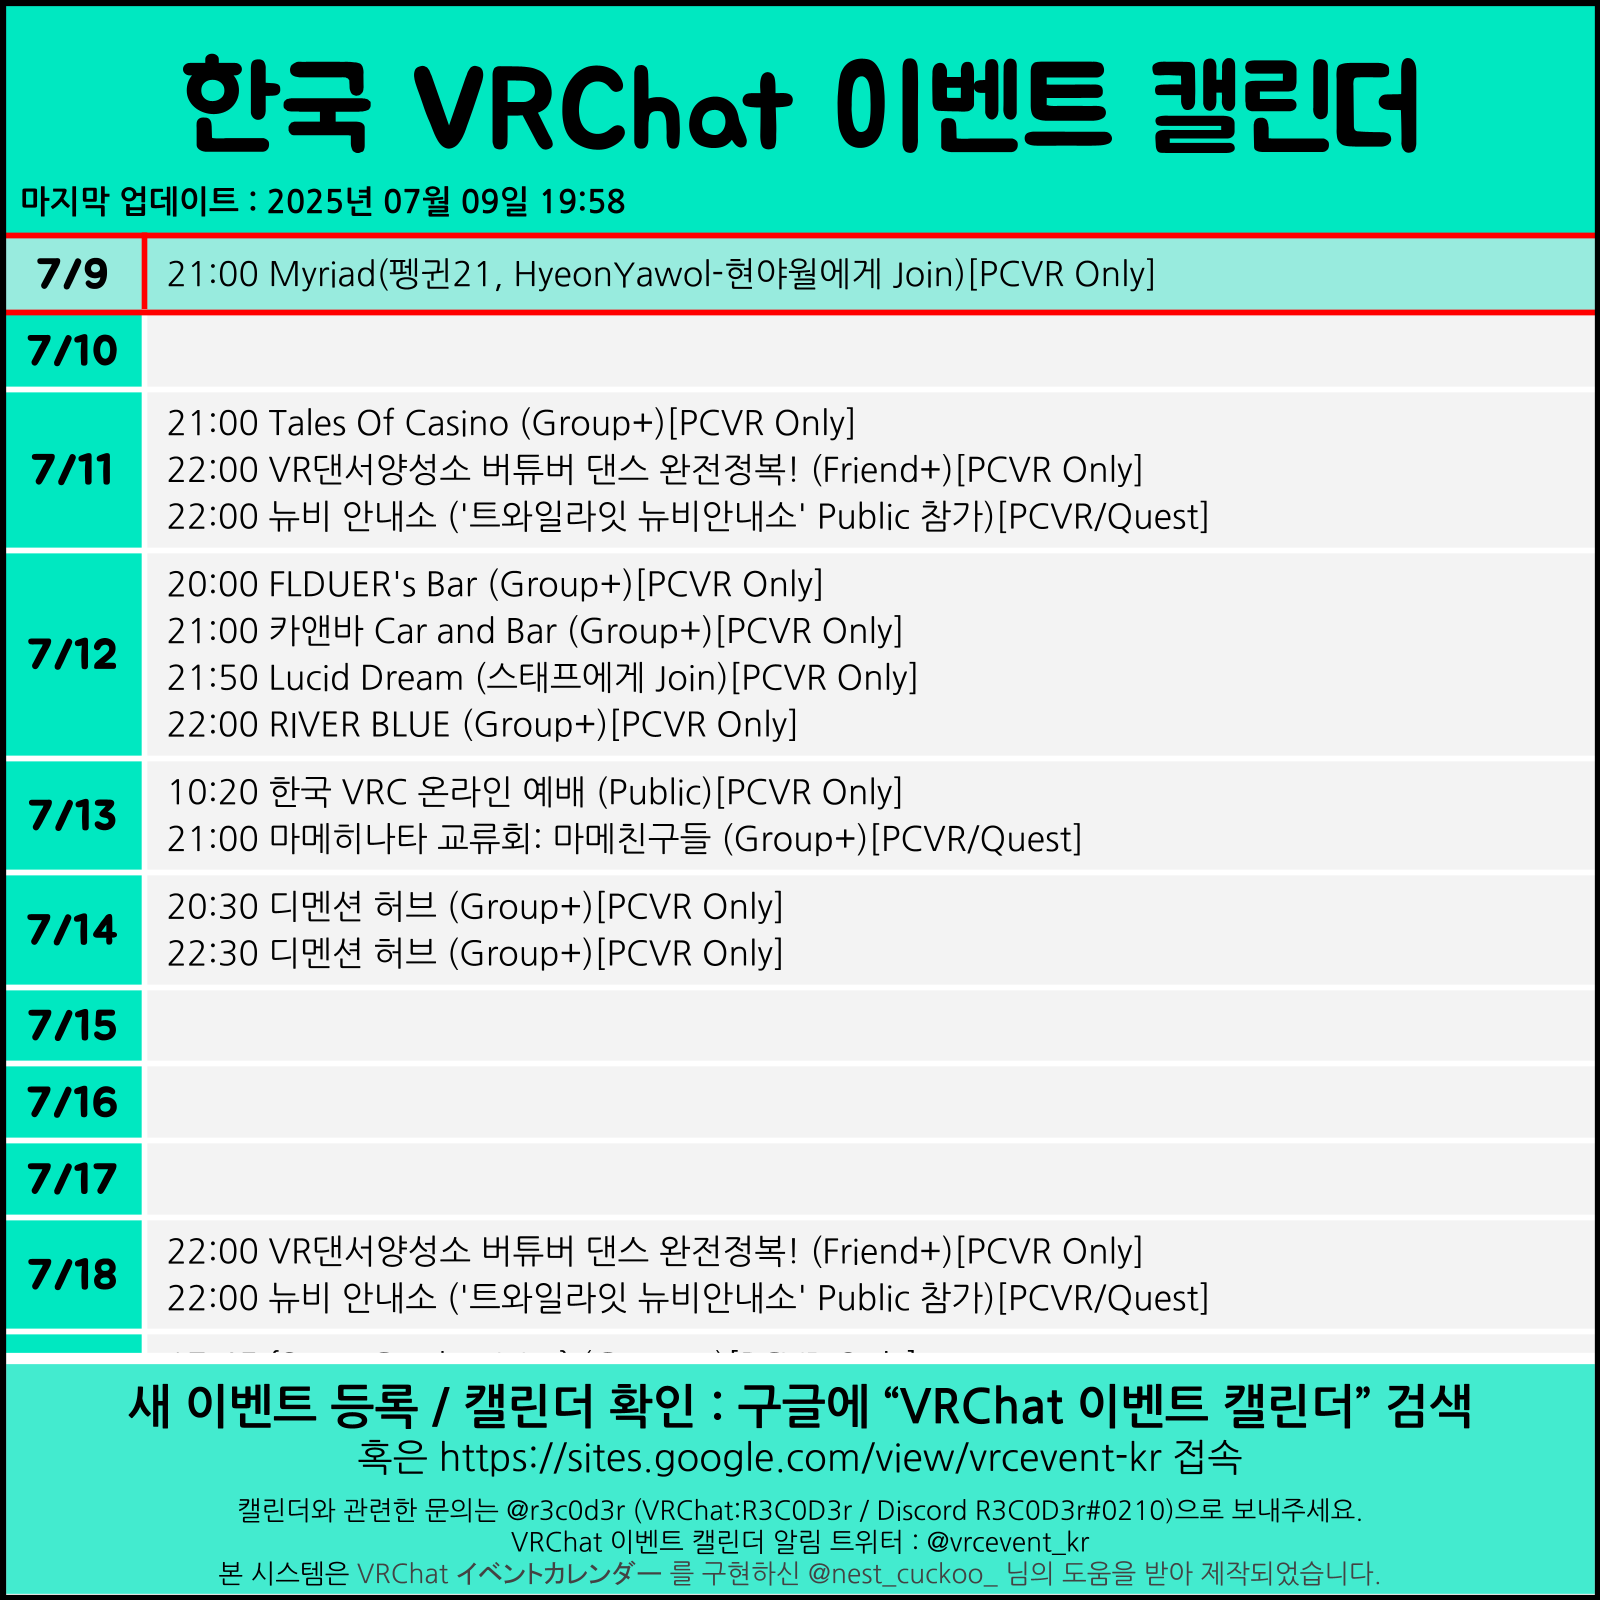 한국 VRChat 이벤트 캘린더
마지막 업데이트 : 2025년 07월 09일 19:58
7/9
21:00 Myriad(펭귄21, HyeonYawol-현야월에게 Join)[PCVR Only]
7/10
7/11
21:00 Tales Of Casino (Group+)[PCVR Only]
22:00 VR댄서양성소 버튜버 댄스 완전정복! (Friend+)[PCVR Only]
22:00 뉴비 안내소 ('트와일라잇 뉴비안내소' Public 참가)[PCVR/Quest]
7/12
20:00 FLDUER's Bar (Group+)[PCVR Only]
21:00 카앤바 Car and Bar (Group+)[PCVR Only]
21:50 Lucid Dream (스태프에게 Join)[PCVR Only]
22:00 RIVER BLUE (Group+)[PCVR Only]
7/13
10:20 한국 VRC 온라인 예배 (Public)[PCVR Only]
21:00 마메히나타 교류회: 마메친구들 (Group+)[PCVR/Quest]
7/14
20:30 디멘션 허브 (Group+)[PCVR Only]
22:30 디멘션 허브 (Group+)[PCVR Only]
7/15
7/16
7/17
7/18
22:00 VR댄서양성소 버튜버 댄스 완전정복! (Friend+)[PCVR Only]
22:00 뉴비 안내소 ('트와일라잇 뉴비안내소' Public 참가)[PCVR/Quest]
새 이벤트 등록 / 캘린더 확인 : 구글에 “VRChat 이벤트 캘린더” 검색
혹은 https://sites.google.com/view/vrcevent-kr 접속
캘린더와 관련한 문의는 @r3c0d3r (VRChat:R3C0D3r / Discord R3C0D3r#0210)으로 보내주세요.
VRChat 이벤트 캘린더 알림 트위터 : @vrcevent_kr
본 시스템은 VRChat イベントカレンダー 를 구현하신 @nest_cuckoo_ 님의 도움을 받아 제작되었습니다.